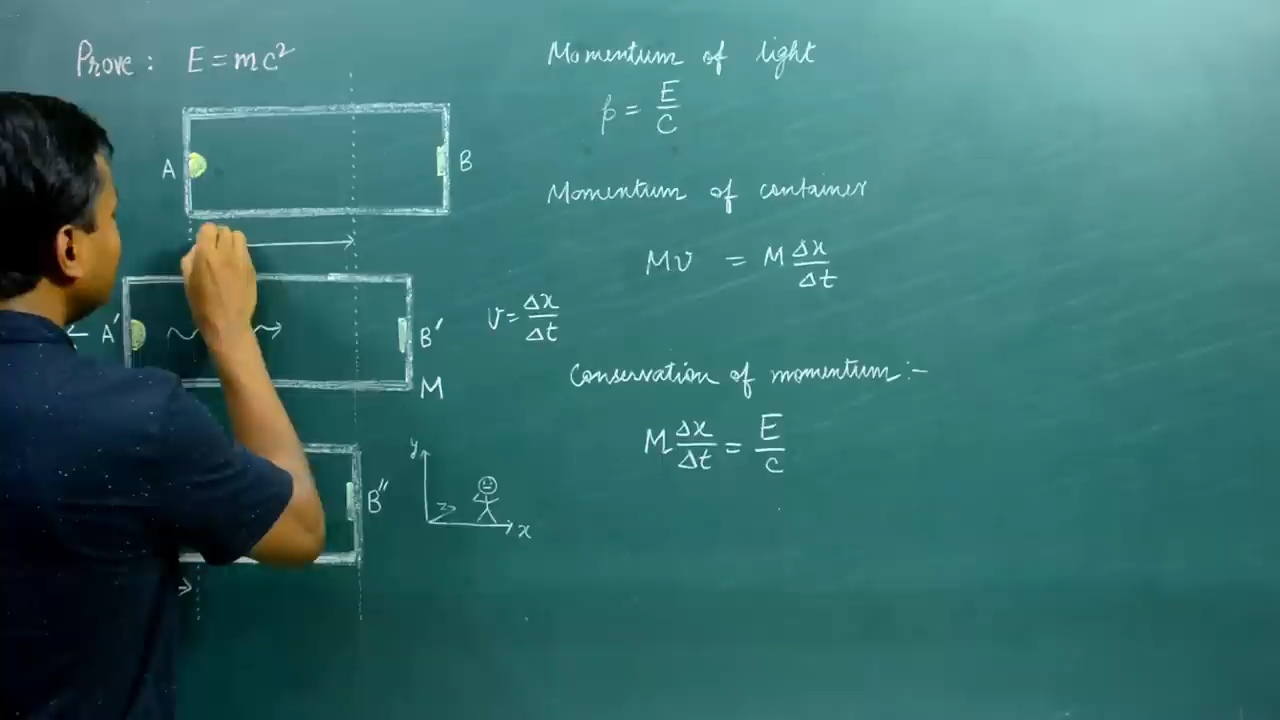 Prove : E = mc²
A
B
A'
B'
M
B"
y
z
x
Momentum of light
p = E/C
Momentum of container
Mv = M Δx/Δt
v = Δx/Δt
Conservation of momentum :-
M Δx/Δt = E/c